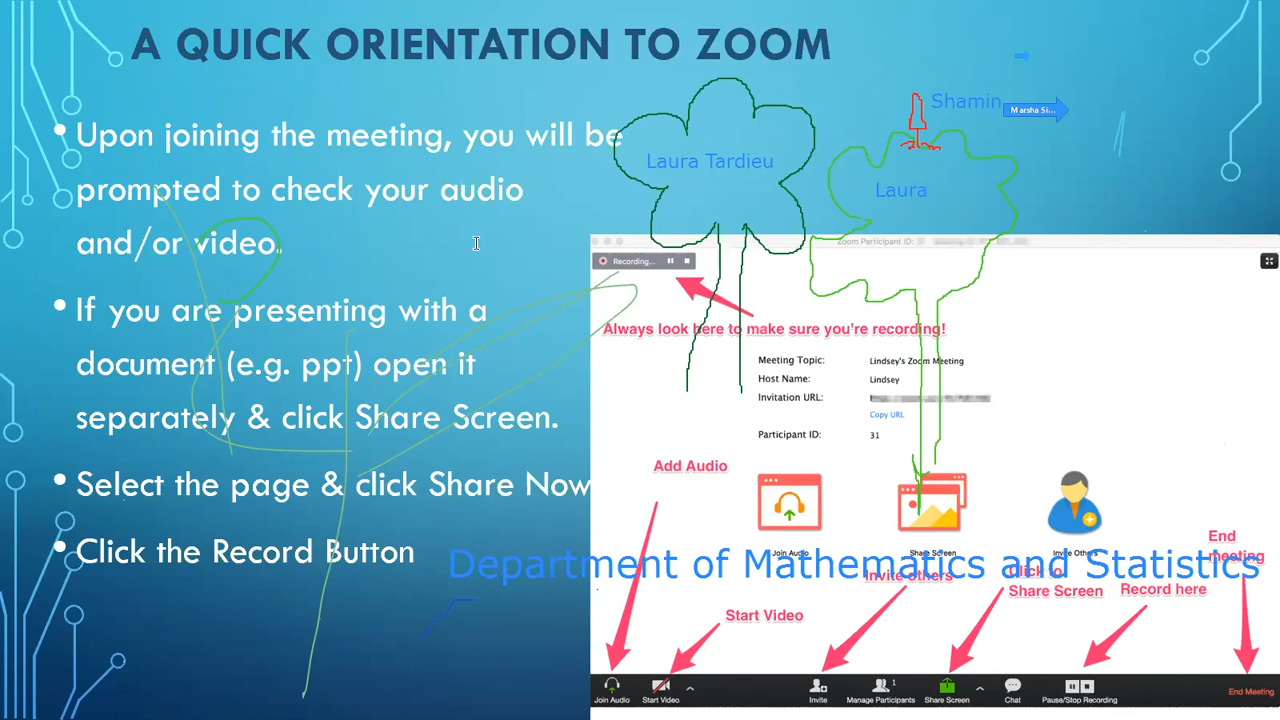 A QUICK ORIENTATION TO ZOOM
• Upon joining the meeting, you will be
prompted to check your audio
and/or video.
• If you are presenting with a
document (e.g. ppt) open it
separately & click Share Screen.
• Select the page & click Share Now
• Click the Record Button
Laura Tardieu
Shamin
Marsha Si...
Laura
Zoom Participant ID:
Recording...
Always look here to make sure you're recording!
Meeting Topic: Lindsey's Zoom Meeting
Host Name: Lindsey
Invitation URL:
Copy URL
Participant ID: 31
Add Audio
Join Audio
Share Screen
Invite Others
Department of Mathematics and Statistics
End
meeting
Invite others
Click to
Share Screen
Record here
Start Video
Join Audio
Start Video
Invite
1
Manage Participants
Share Screen
Chat
Pause/Stop Recording
End Meeting